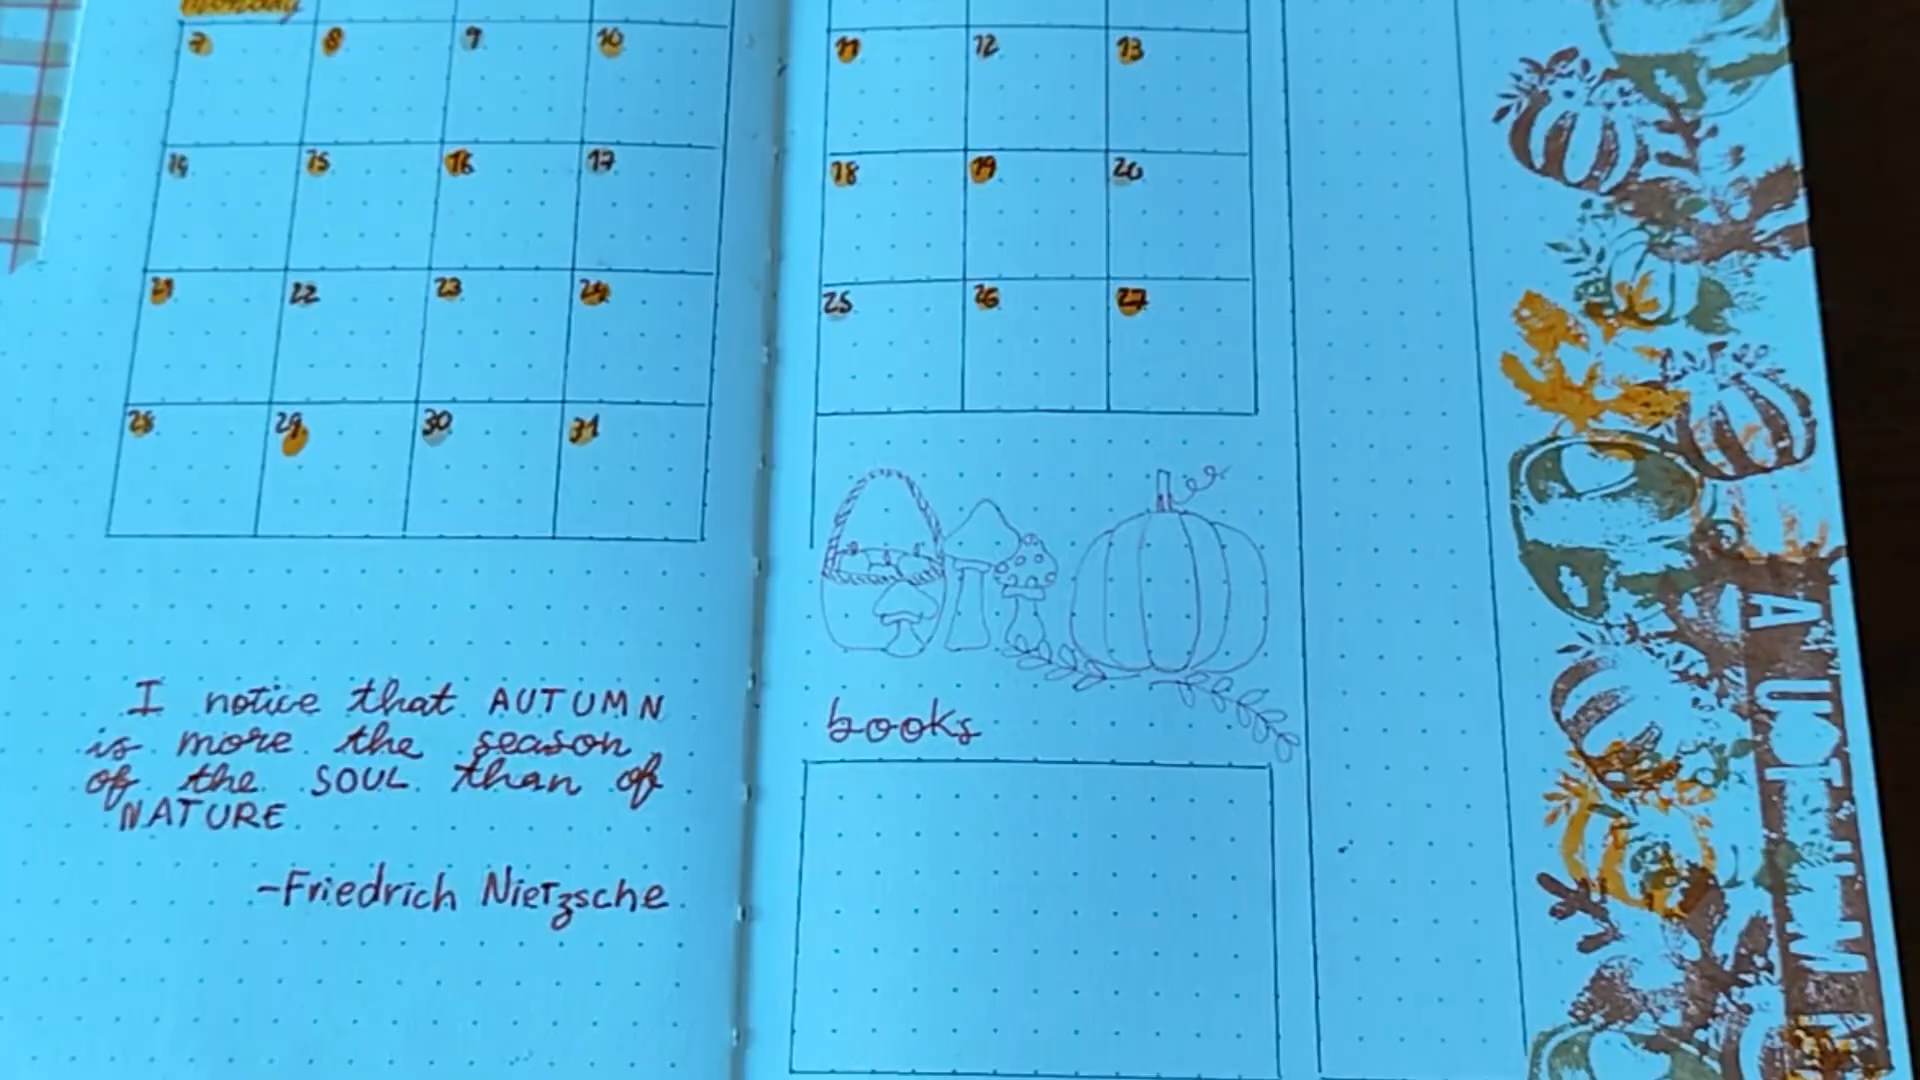 Monday
7 8 9 10 11 12 13
14 15 16 17 18 19 20
21 22 23 24 25 26 27
28 29 30 31
I notice that AUTUMN
is more the season
of the SOUL than of
NATURE
-Friedrich Nietzsche
books
AUTUMN